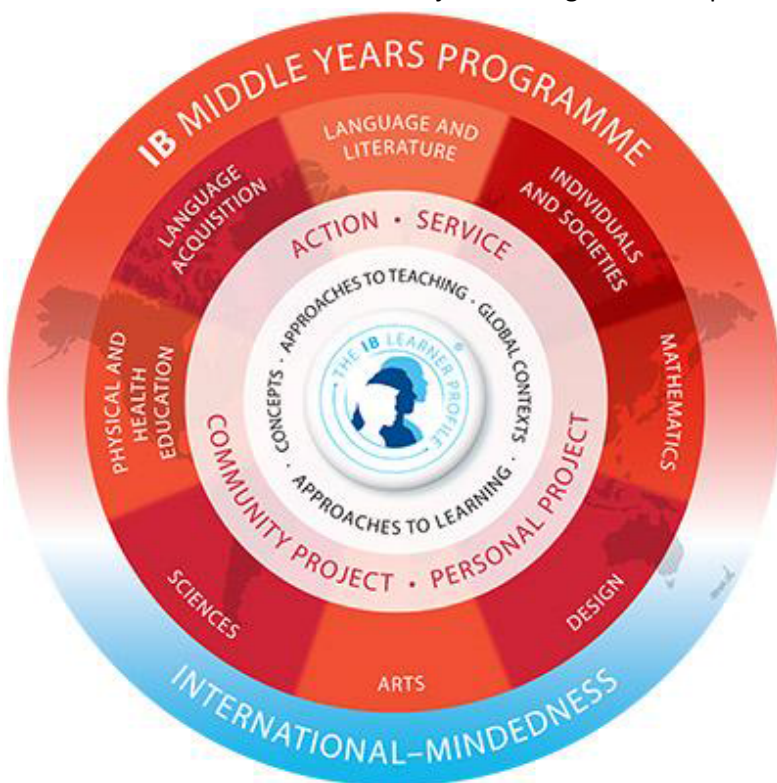 IB MIDDLE YEARS PROGRAMME
LANGUAGE AND
LITERATURE
LANGUAGE
ACQUISITION
INDIVIDUALS
AND SOCIETIES
PHYSICAL AND
HEALTH
EDUCATION
MATHEMATICS
SCIENCES
DESIGN
ARTS
ACTION • SERVICE
COMMUNITY PROJECT • PERSONAL PROJECT
· CONCEPTS · APPROACHES TO TEACHING · GLOBAL CONTEXTS ·
APPROACHES TO LEARNING
THE IB LEARNER PROFILE ®
INTERNATIONAL–MINDEDNESS